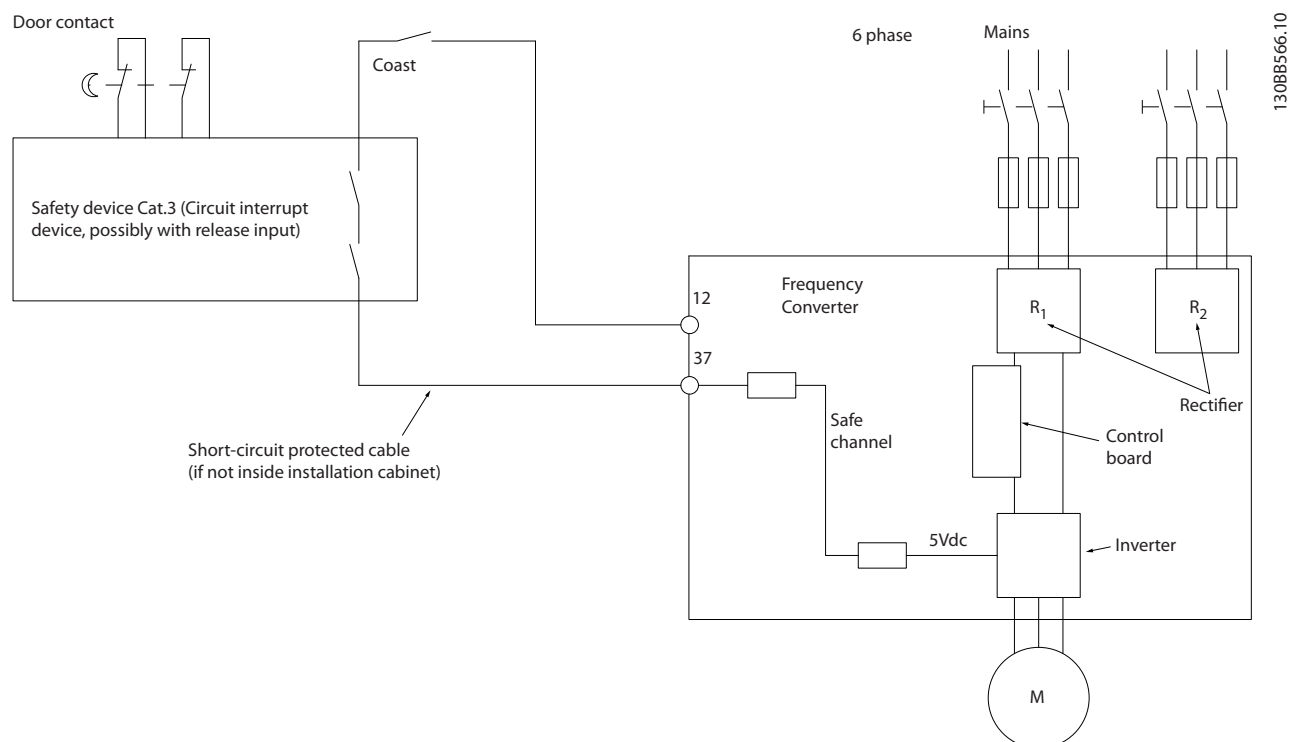 Door contact
Coast
6 phase
Mains
130BB566.10
Safety device Cat.3 (Circuit interrupt
device, possibly with release input)
12
Frequency
Converter
R1
R2
37
Rectifier
Safe
channel
Control
board
Short-circuit protected cable
(if not inside installation cabinet)
5Vdc
Inverter
M